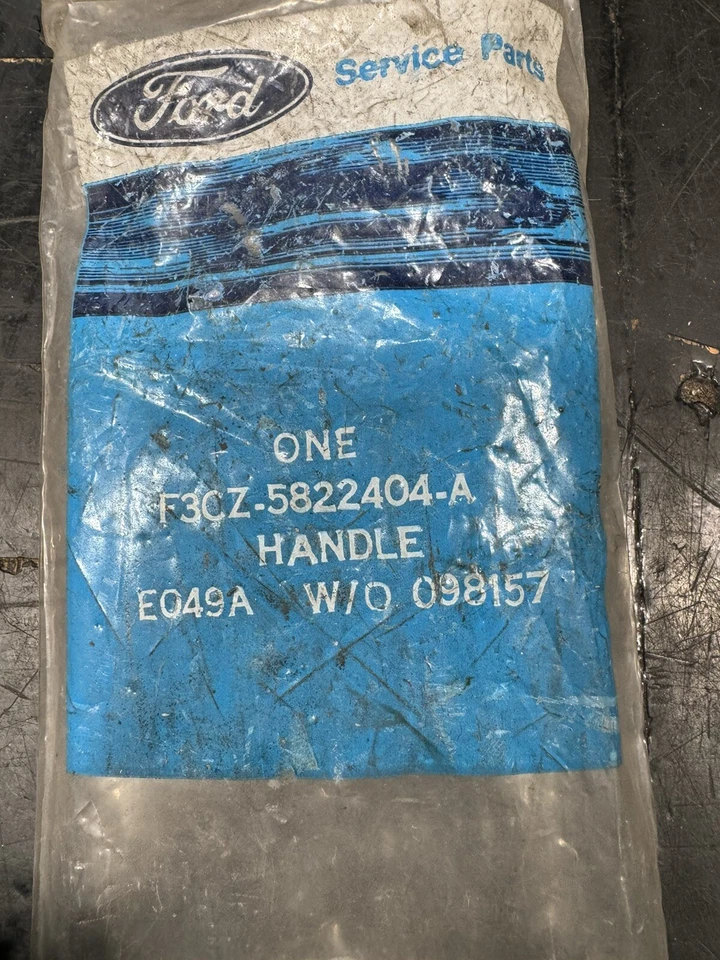 Ford
Service Parts
ONE
F3CZ-5822404-A
HANDLE
E049A W/O 098157